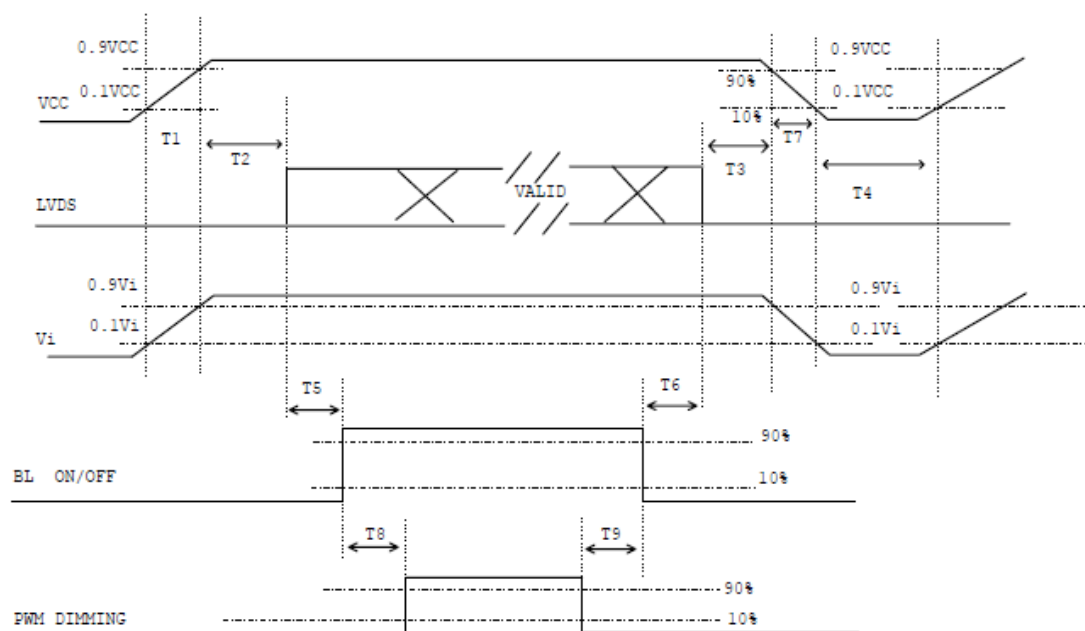 0.9VCC
0.9VCC
90%
0.1VCC
0.1VCC
VCC
10%
T1
T2
T3
T7
T4
VALID
LVDS
0.9Vi
0.9Vi
0.1Vi
0.1Vi
Vi
T5
T6
90%
BL ON/OFF
10%
T8
T9
90%
PWM DIMMING
10%